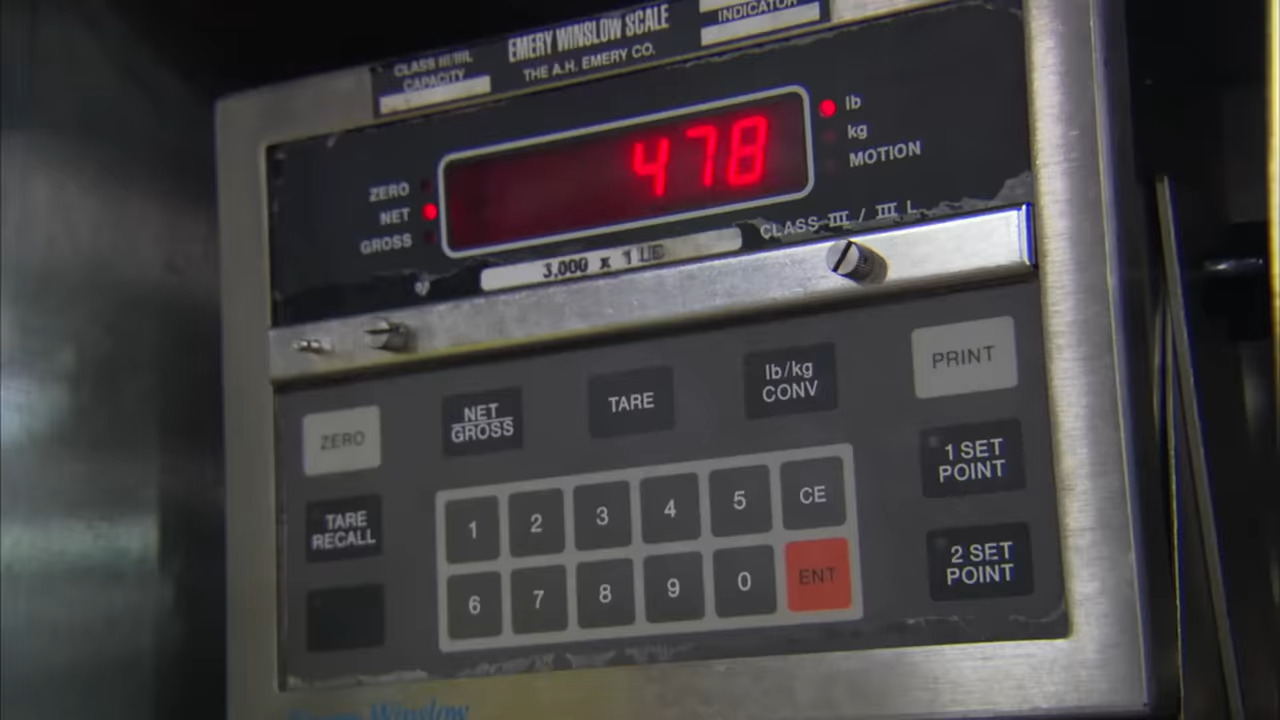 CLASS III/IIIL
CAPACITY
EMERY WINSLOW SCALE
THE A.H. EMERY CO.
INDICATOR
478
lb
kg
MOTION
ZERO
NET
GROSS
CLASS III / III L
3,000 x 1 LB
ZERO
NET
GROSS
TARE
lb/kg
CONV
PRINT
TARE
RECALL
1 SET
POINT
2 SET
POINT
1 2 3 4 5 CE
6 7 8 9 0 ENT
Emery Winslow